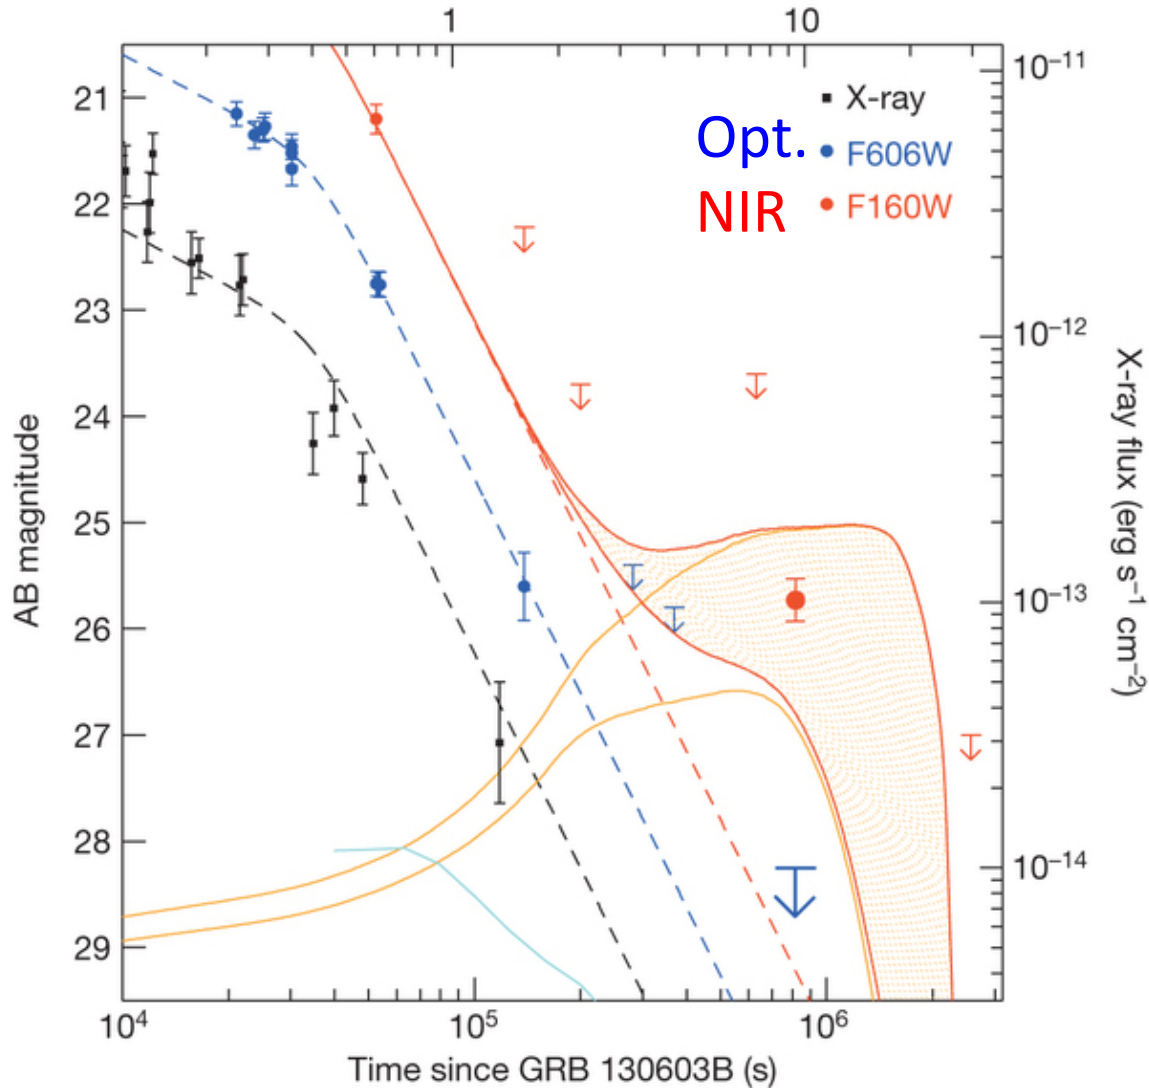 1 10
21
22
23
24
25
26
27
28
29
AB magnitude
Opt.
NIR
X-ray
F606W
F160W
10⁻¹¹
10⁻¹²
10⁻¹³
10⁻¹⁴
X-ray flux (erg s⁻¹ cm⁻²)
10⁴ 10⁵ 10⁶
Time since GRB 130603B (s)